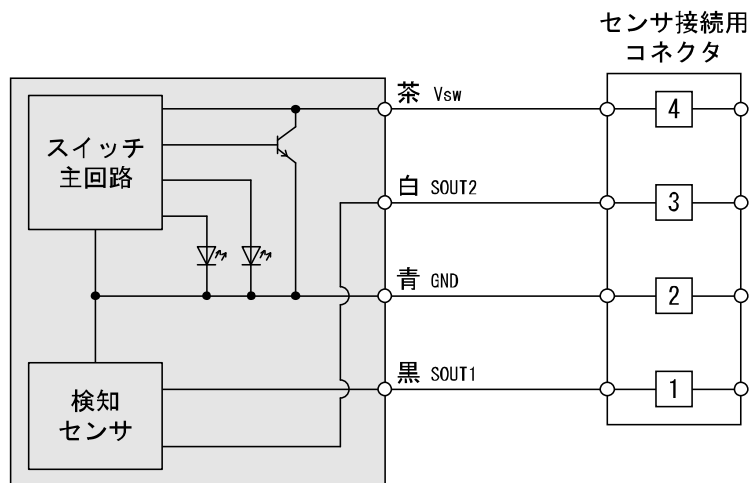 センサ接続用
コネクタ
スイッチ
主回路
茶 Vsw
4
白 SOUT2
3
青 GND
2
黒 SOUT1
1
検知
センサ